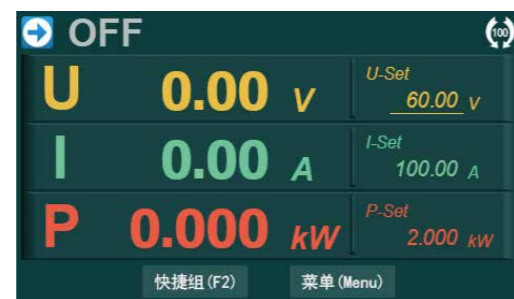 OFF 100
U 0.00 V U-Set 60.00 V
I 0.00 A I-Set 100.00 A
P 0.000 kW P-Set 2.000 kW
快捷组(F2) 菜单(Menu)